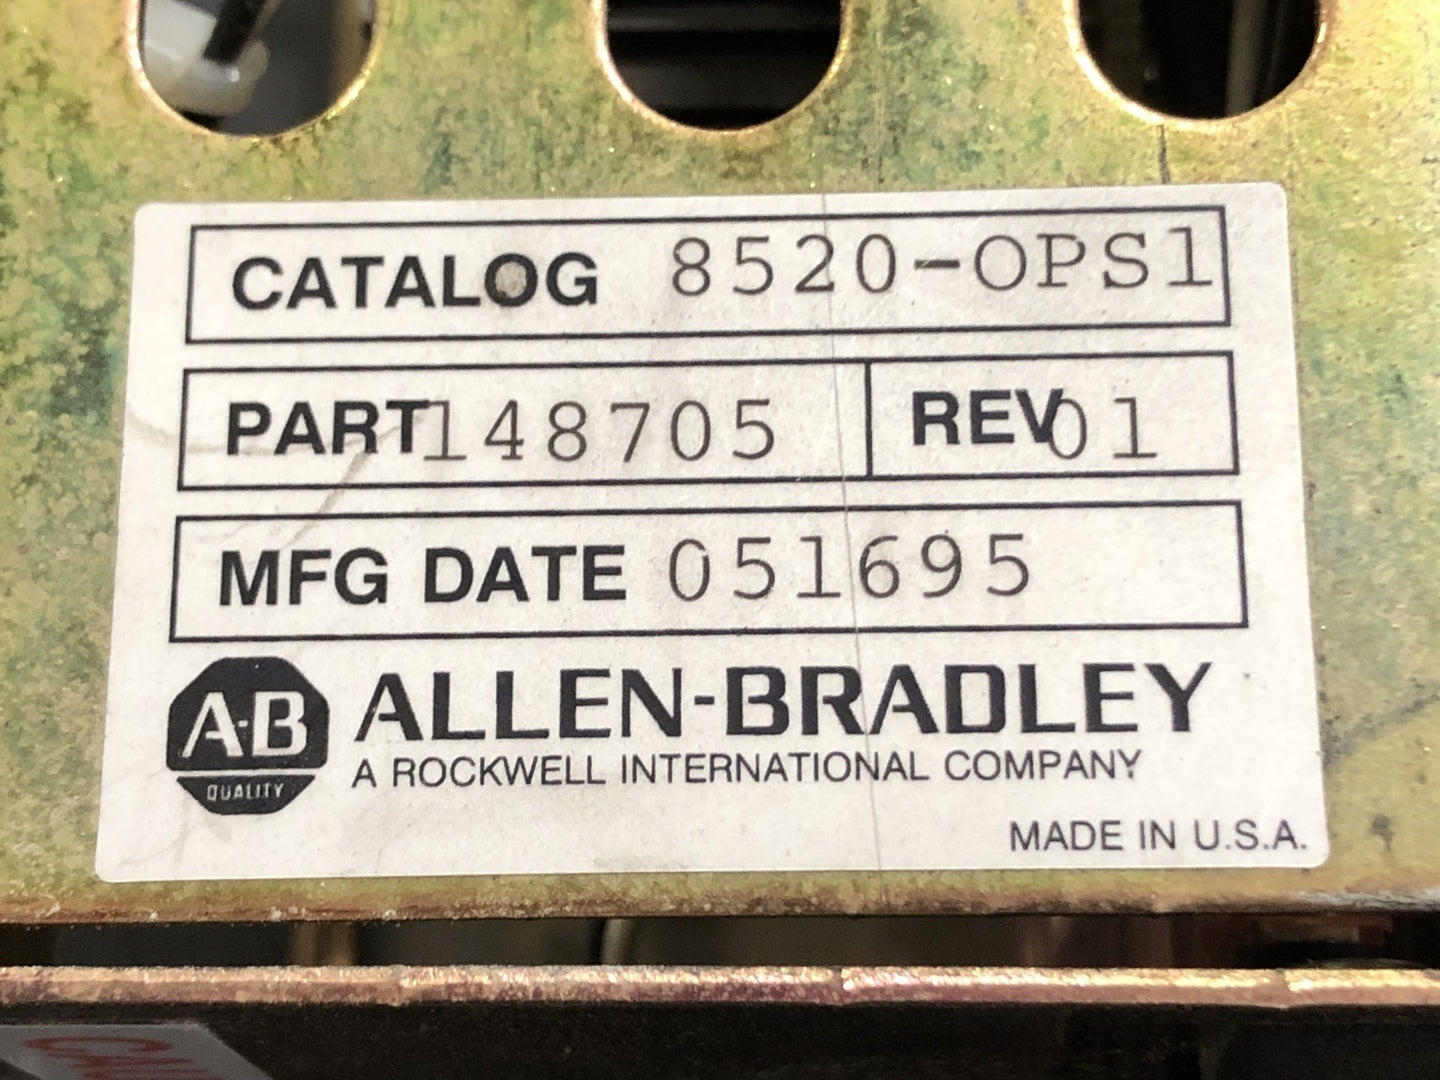 CATALOG 8520-OPS1
PART 148705 REV 01
MFG DATE 051695
A-B QUALITY
ALLEN-BRADLEY
A ROCKWELL INTERNATIONAL COMPANY
MADE IN U.S.A.